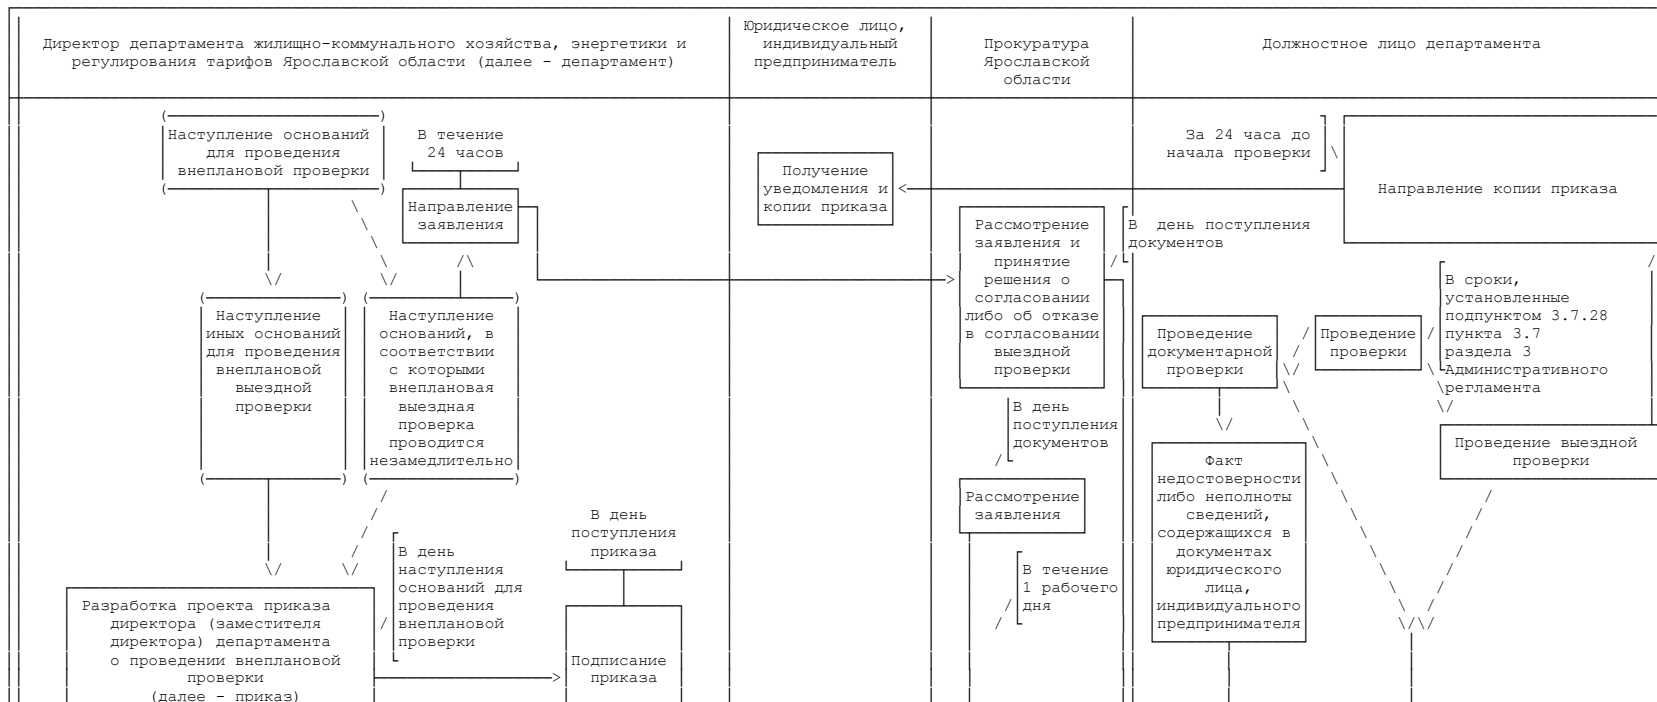 Директор департамента жилищно-коммунального хозяйства, энергетики и
регулирования тарифов Ярославской области (далее - департамент)
Юридическое лицо,
индивидуальный
предприниматель
Прокуратура
Ярославской
области
Должностное лицо департамента
Наступление оснований
для проведения
внеплановой проверки
В течение
24 часов
Направление
заявления
Получение
уведомления и
копии приказа
За 24 часа до
начала проверки
Направление копии приказа
Рассмотрение
заявления и
принятие
решения о
согласовании
либо об отказе
в согласовании
выездной
проверки
В день поступления
документов
Наступление
иных оснований
для проведения
внеплановой
выездной
проверки
Наступление
оснований, в
соответствии
с которыми
внеплановая
выездная
проверка
проводится
незамедлительно
Проведение
документарной
проверки
Проведение
проверки
В сроки,
установленные
подпунктом 3.7.28
пункта 3.7
раздела 3
Административного
регламента
В день
поступления
документов
Проведение выездной
проверки
Факт
недостоверности
либо неполноты
сведений,
содержащихся в
документах
юридического
лица,
индивидуального
предпринимателя
Рассмотрение
заявления
В течение
1 рабочего
дня
В день
поступления
приказа
В день
наступления
оснований для
проведения
внеплановой
проверки
Разработка проекта приказа
директора (заместителя
директора) департамента
о проведении внеплановой
проверки
(далее - приказ)
Подписание
приказа